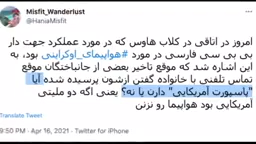 Misfit_Wanderlust
@HanaMisfit
امروز در اتاقی در کلاب هاوس که در مورد عملکرد جهت دار
بی بی سی فارسی در مورد #هواپیمای_اوکراینی بود، به
این اشاره شد که موقع تاخیر بعضی از جانباختگان موقع
تماس تلفنی با خانواده گفتن ازشون پرسیده شده آیا
"پاسپورت آمریکایی" دارن یا نه؟ یعنی اگه دو ملیتی
آمریکایی بود هواپیما رو نزنن
Translate Tweet
9:50 PM · Apr 16, 2021 · Twitter for iPhone